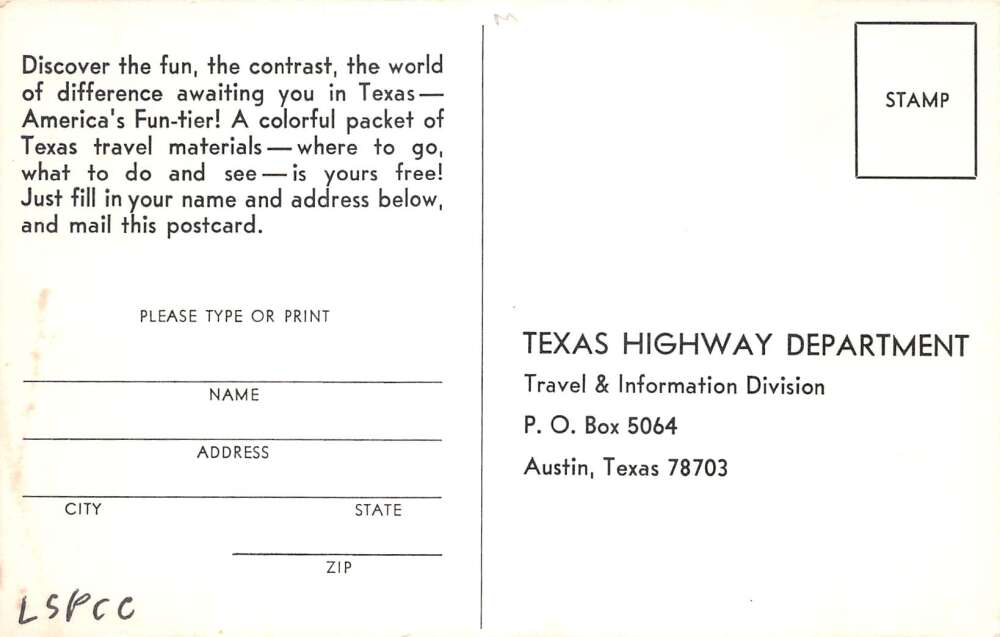 Discover the fun, the contrast, the world
of difference awaiting you in Texas—
America's Fun-tier! A colorful packet of
Texas travel materials—where to go,
what to do and see—is yours free!
Just fill in your name and address below,
and mail this postcard.
PLEASE TYPE OR PRINT
NAME
ADDRESS
CITY STATE
ZIP
LSPCC
M
STAMP
TEXAS HIGHWAY DEPARTMENT
Travel & Information Division
P. O. Box 5064
Austin, Texas 78703